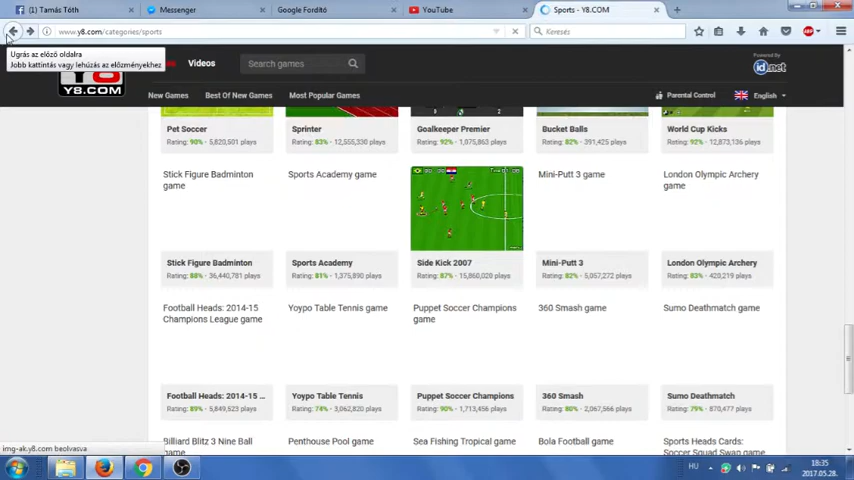 (1) Tamás Tóth
Messenger
Google Fordító
YouTube
Sports - Y8.COM
www.y8.com/categories/sports
Keresés
ABP
Ugrás az előző oldalra
Jobb kattintás vagy lehúzás az előzményekhez
Videos
Search games
Powered by
id.net
Y8
Y8.COM
New Games
Best Of New Games
Most Popular Games
Parental Control
English
Pet Soccer
Rating: 90% - 5,820,501 plays
Sprinter
Rating: 83% - 12,555,330 plays
Goalkeeper Premier
Rating: 92% - 1,075,863 plays
Bucket Balls
Rating: 82% - 391,425 plays
World Cup Kicks
Rating: 92% - 12,873,136 plays
Stick Figure Badminton
game
Sports Academy game
Mini-Putt 3 game
London Olympic Archery
game
Stick Figure Badminton
Rating: 88% - 36,440,781 plays
Sports Academy
Rating: 81% - 1,375,890 plays
Side Kick 2007
Rating: 87% - 15,860,028 plays
Mini-Putt 3
Rating: 82% - 5,057,272 plays
London Olympic Archery
Rating: 83% - 420,219 plays
Football Heads: 2014-15
Champions League game
Yoypo Table Tennis game
Puppet Soccer Champions
game
360 Smash game
Sumo Deathmatch game
Football Heads: 2014-15 ...
Rating: 89% - 5,849,523 plays
Yoypo Table Tennis
Rating: 74% - 3,062,820 plays
Puppet Soccer Champions
Rating: 90% - 1,713,456 plays
360 Smash
Rating: 80% - 2,067,566 plays
Sumo Deathmatch
Rating: 79% - 870,477 plays
Billiard Blitz 3 Nine Ball
game
Penthouse Pool game
Sea Fishing Tropical game
Bola Football game
Sports Heads Cards:
Soccer Squad Swap
img-ak.y8.com beolvasva
HU
18:35
2017.05.28.